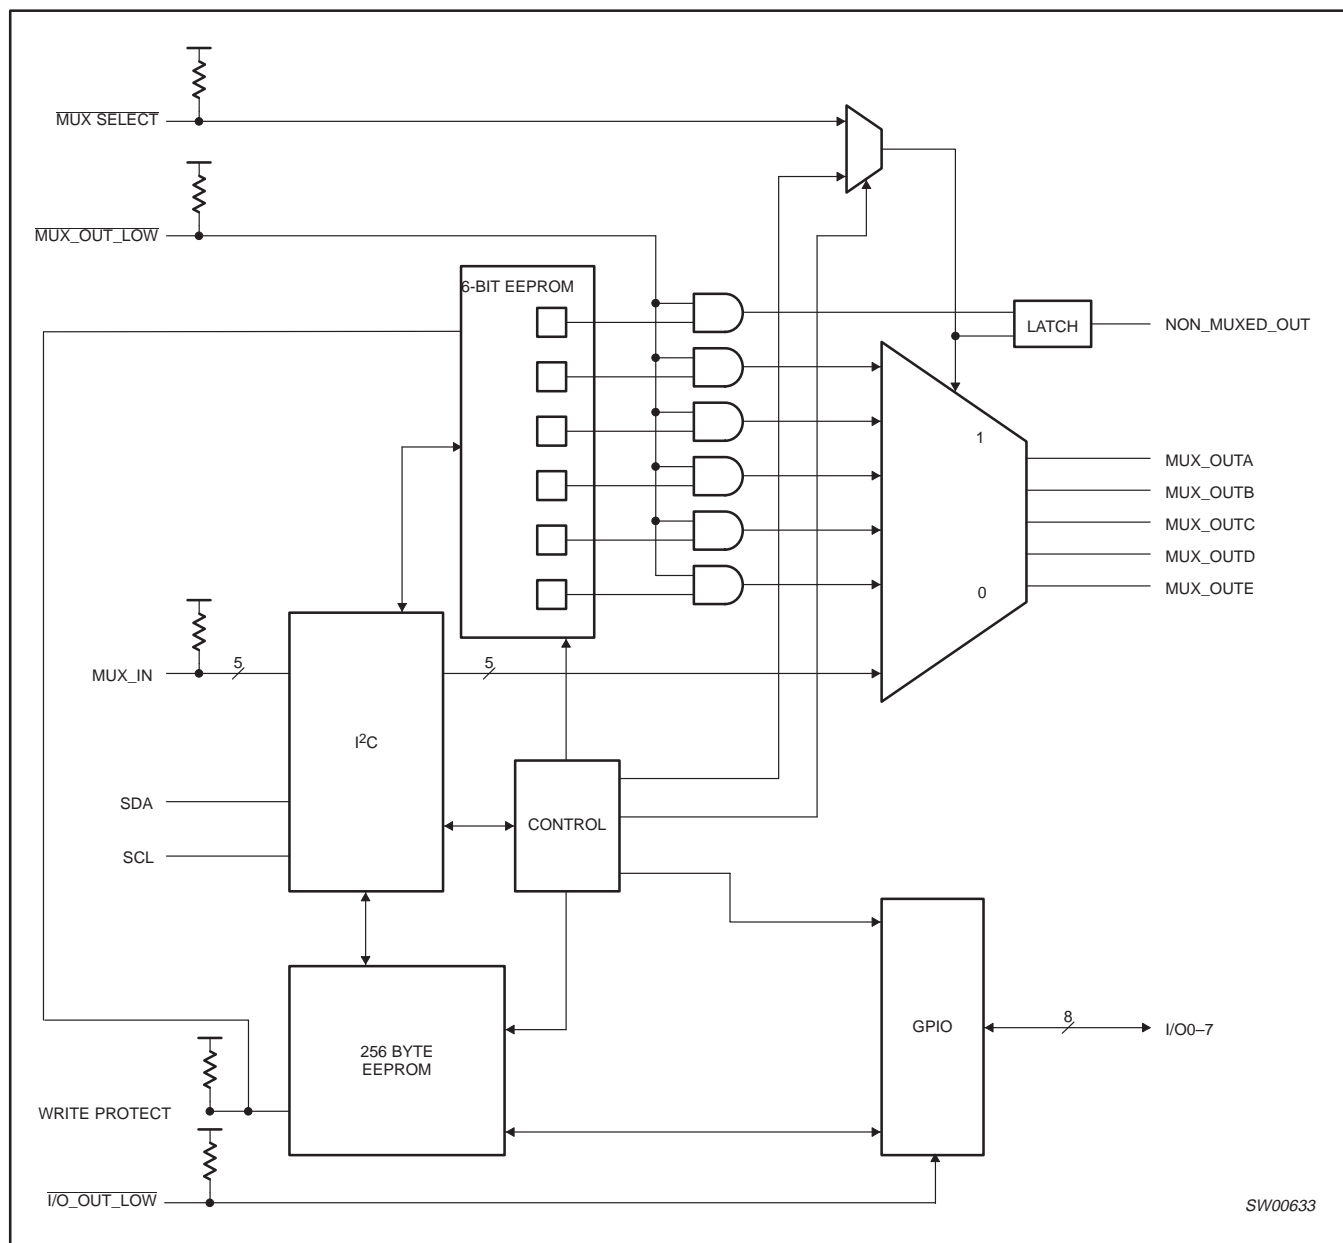 MUX SELECT
MUX_OUT_LOW
6-BIT EEPROM
LATCH
NON_MUXED_OUT
1
MUX_OUTA
MUX_OUTB
MUX_OUTC
MUX_OUTD
0
MUX_OUTE
MUX_IN
5
5
I²C
SDA
CONTROL
SCL
GPIO
8
I/O0–7
256 BYTE
EEPROM
WRITE PROTECT
I/O_OUT_LOW
SW00633